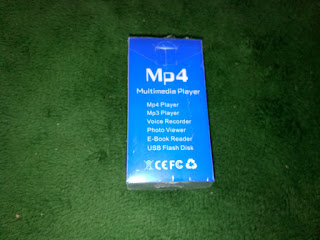 Mp4
Multimedia Player
Mp4 Player
Mp3 Player
Voice Recorder
Photo Viewer
E-Book Reader
USB Flash Disk
CE FC